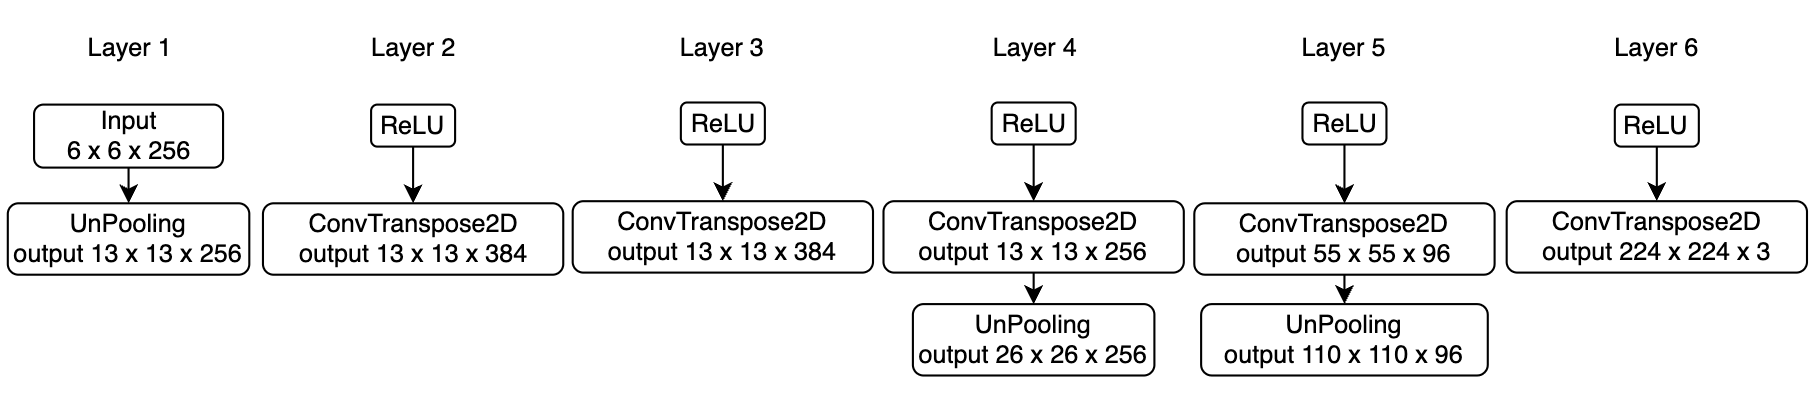 Layer 1
Input
6 x 6 x 256
UnPooling
output 13 x 13 x 256
Layer 2
ReLU
ConvTranspose2D
output 13 x 13 x 384
Layer 3
ReLU
ConvTranspose2D
output 13 x 13 x 384
Layer 4
ReLU
ConvTranspose2D
output 13 x 13 x 256
UnPooling
output 26 x 26 x 256
Layer 5
ReLU
ConvTranspose2D
output 55 x 55 x 96
UnPooling
output 110 x 110 x 96
Layer 6
ReLU
ConvTranspose2D
output 224 x 224 x 3